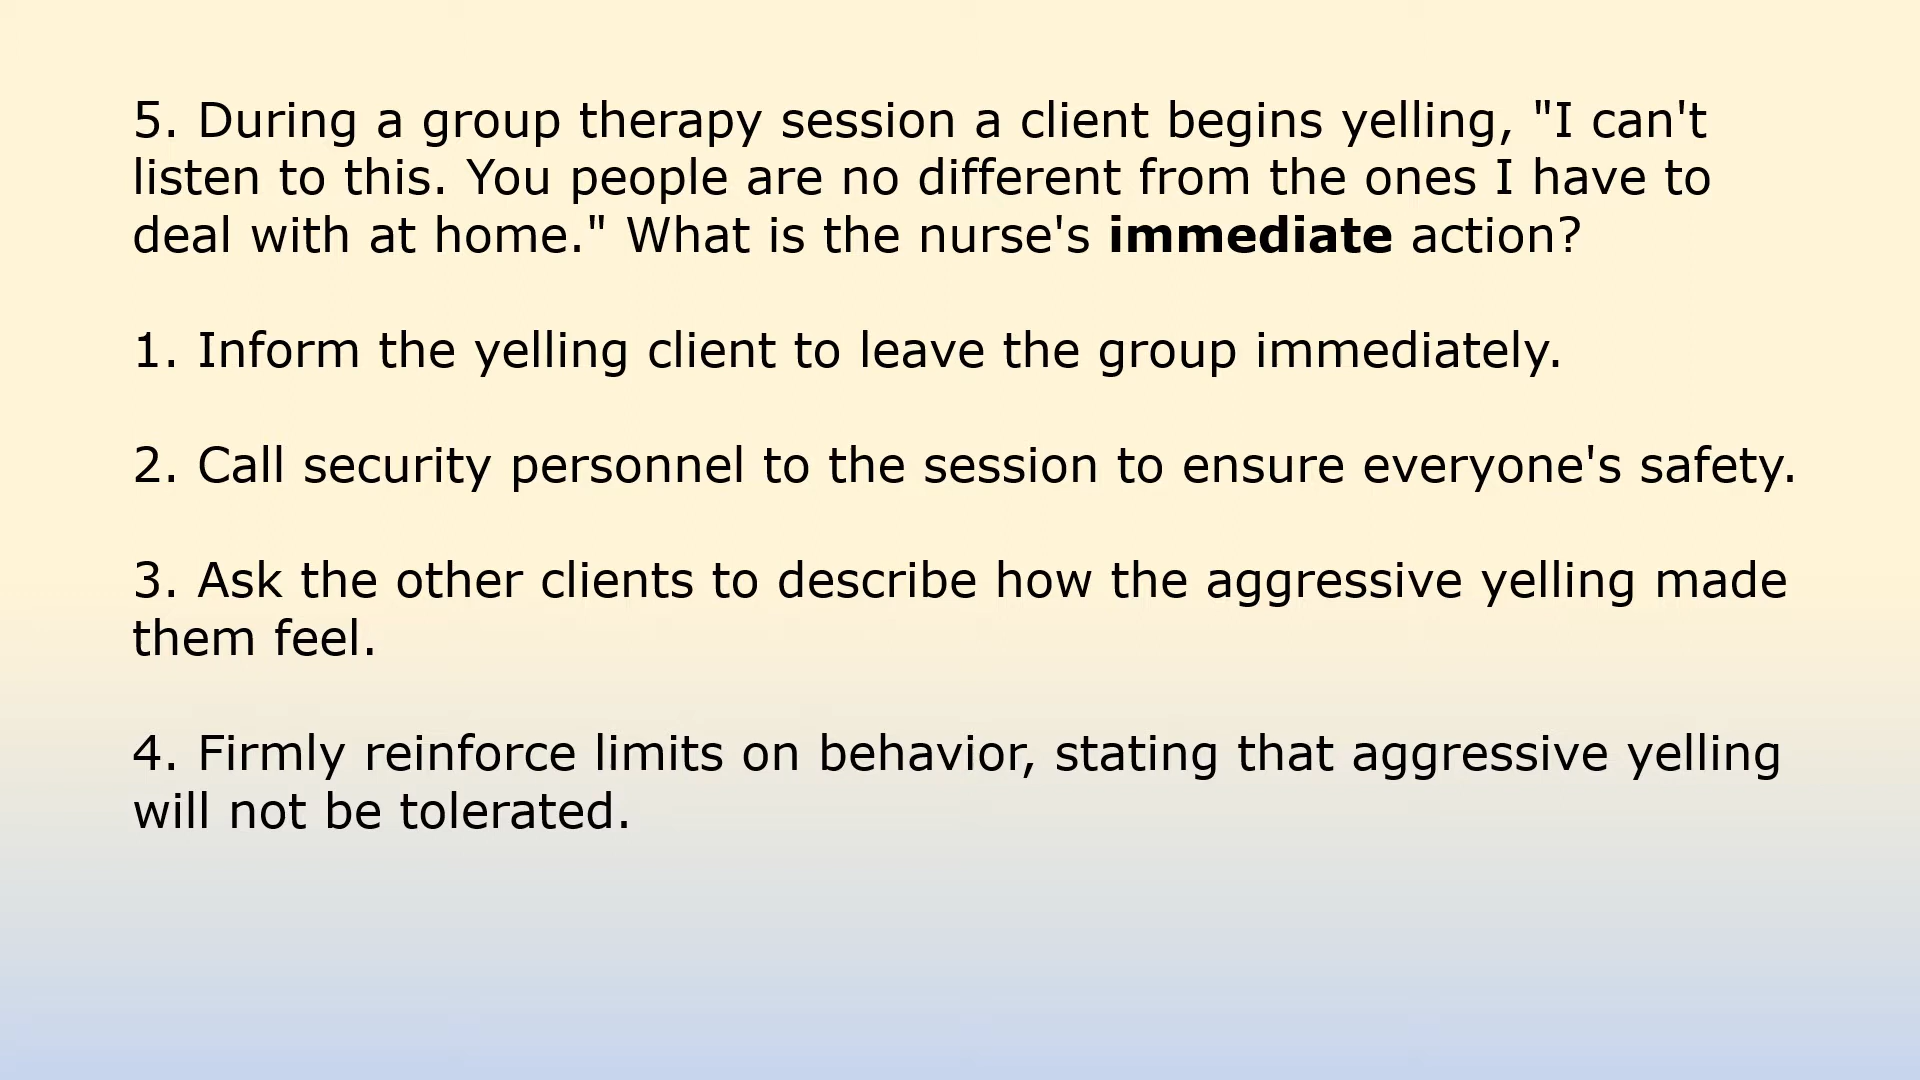 5. During a group therapy session a client begins yelling, "I can't
listen to this. You people are no different from the ones I have to
deal with at home." What is the nurse's immediate action?
1. Inform the yelling client to leave the group immediately.
2. Call security personnel to the session to ensure everyone's safety.
3. Ask the other clients to describe how the aggressive yelling made
them feel.
4. Firmly reinforce limits on behavior, stating that aggressive yelling
will not be tolerated.